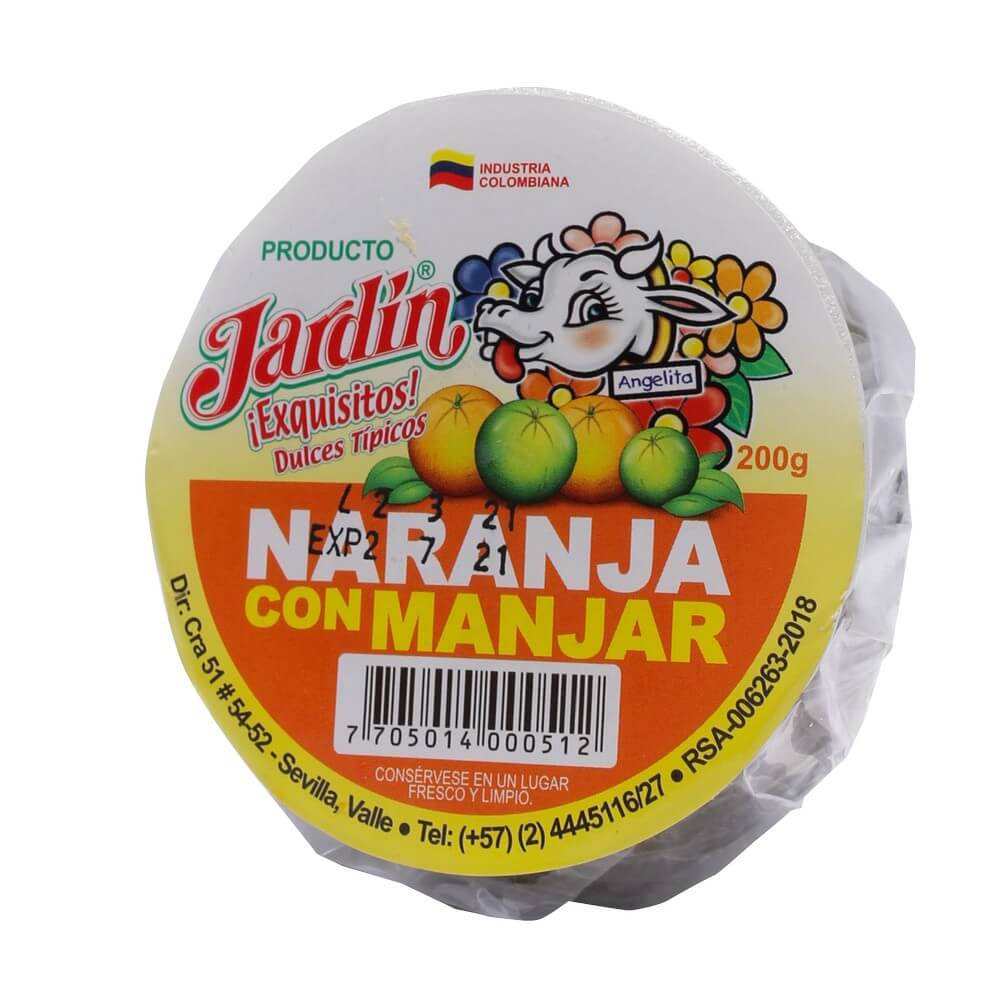 INDUSTRIA
COLOMBIANA
PRODUCTO
Jardín®
¡Exquisitos!
Dulces Típicos
Angelita
200g
L 2 3 21
EXP2 7 21
NARANJA
CON MANJAR
7 705014 000512
CONSÉRVESE EN UN LUGAR
FRESCO Y LIMPIO.
Dir: Cra 51 # 54-52 - Sevilla, Valle • Tel: (+57) (2) 4445116/27 • RSA-006263-2018